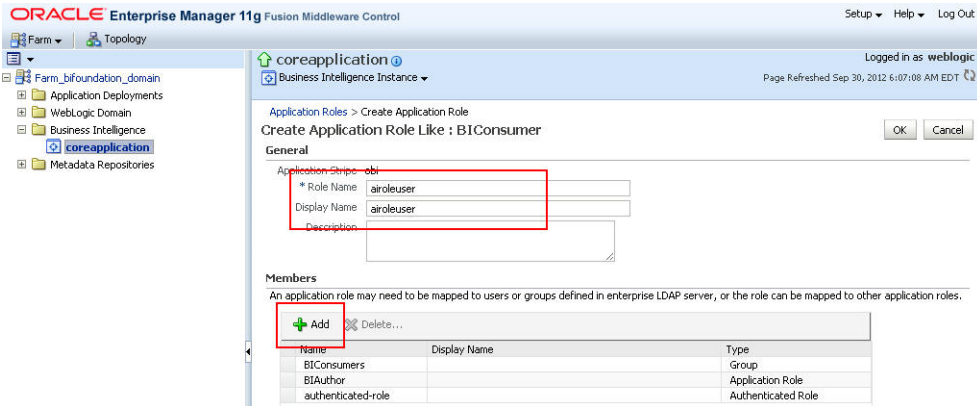 ORACLE Enterprise Manager 11g Fusion Middleware Control
Setup Help Log Out
Farm Topology
Farm_bifoundation_domain
Application Deployments
WebLogic Domain
Business Intelligence
coreapplication
Metadata Repositories
coreapplication
Logged in as weblogic
Business Intelligence Instance
Page Refreshed Sep 30, 2012 6:07:08 AM EDT
Application Roles > Create Application Role
Create Application Role Like : BIConsumer
OK Cancel
General
Application Stripe obi
* Role Name airoleuser
Display Name airoleuser
Description
Members
An application role may need to be mapped to users or groups defined in enterprise LDAP server, or the role can be mapped to other application roles.
Add Delete...
Name Display Name Type
BIConsumers Group
BIAuthor Application Role
authenticated-role Authenticated Role